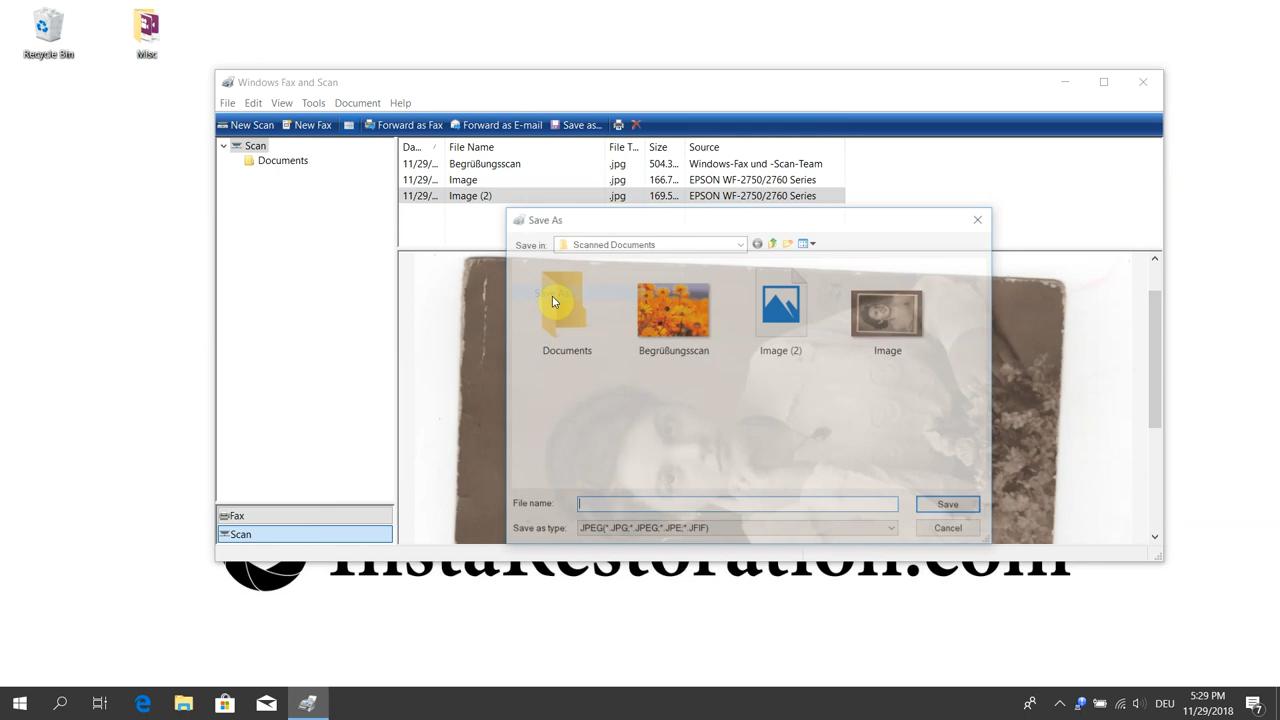 Recycle Bin
Misc
Windows Fax and Scan
File Edit View Tools Document Help
New Scan New Fax Forward as Fax Forward as E-mail Save as...
Scan
Documents
Da... File Name File T... Size Source
11/29/... Begrüßungsscan .jpg 504.3... Windows-Fax und -Scan-Team
11/29/... Image .jpg 166.7... EPSON WF-2750/2760 Series
11/29/... Image (2) .jpg 169.5... EPSON WF-2750/2760 Series
Save As
Save in: Scanned Documents
Save As
Documents Begrüßungsscan Image (2) Image
File name: Save
Save as type: JPEG(*.JPG;*.JPEG;*.JPE;*.JFIF) Cancel
Fax
Scan
InstaRestoration.com
DEU
5:29 PM
11/29/2018
7